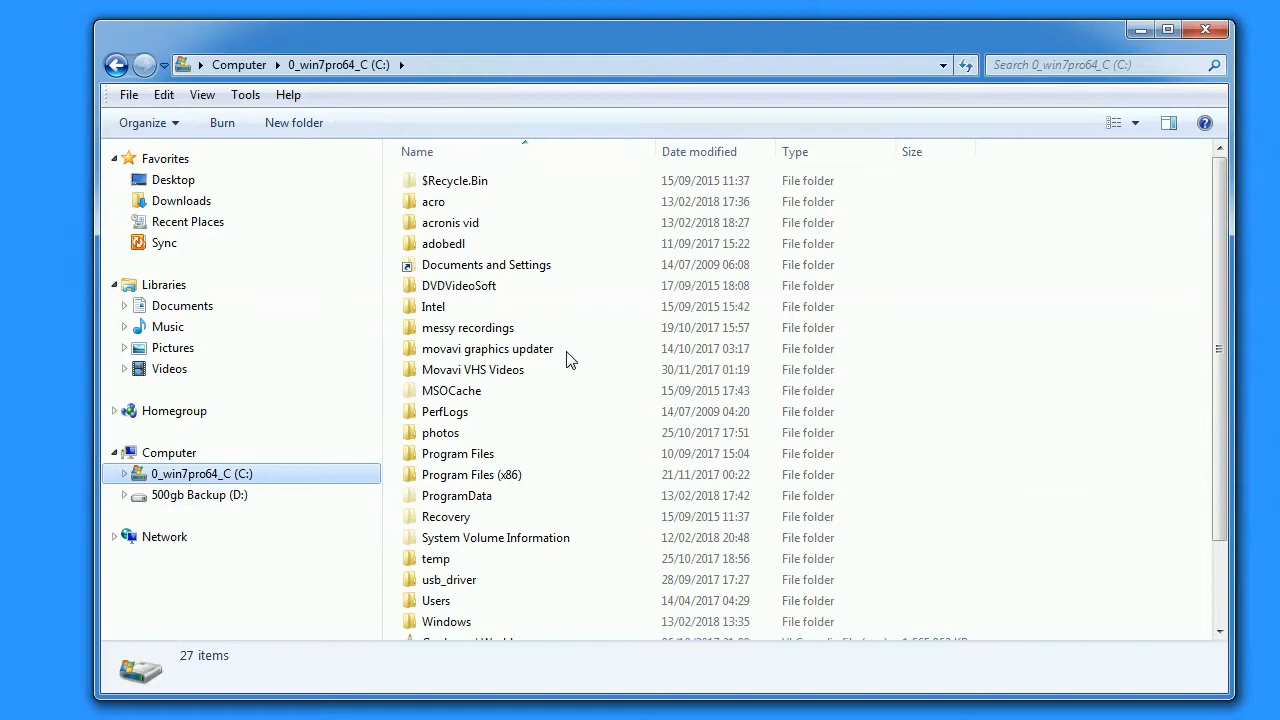 Computer 0_win7pro64_C (C:) Search 0_win7pro64_C (C:)
File Edit View Tools Help
Organize Burn New folder
Name Date modified Type Size
Favorites
Desktop
Downloads
Recent Places
Sync
Libraries
Documents
Music
Pictures
Videos
Homegroup
Computer
0_win7pro64_C (C:)
500gb Backup (D:)
Network
$Recycle.Bin 15/09/2015 11:37 File folder
acro 13/02/2018 17:36 File folder
acronis vid 13/02/2018 18:27 File folder
adobedl 11/09/2017 15:22 File folder
Documents and Settings 14/07/2009 06:08 File folder
DVDVideoSoft 17/09/2015 18:08 File folder
Intel 15/09/2015 15:42 File folder
messy recordings 19/10/2017 15:57 File folder
movavi graphics updater 14/10/2017 03:17 File folder
Movavi VHS Videos 30/11/2017 01:19 File folder
MSOCache 15/09/2015 17:43 File folder
PerfLogs 14/07/2009 04:20 File folder
photos 25/10/2017 17:51 File folder
Program Files 10/09/2017 15:04 File folder
Program Files (x86) 21/11/2017 00:22 File folder
ProgramData 13/02/2018 17:42 File folder
Recovery 15/09/2015 11:37 File folder
System Volume Information 12/02/2018 20:48 File folder
temp 25/10/2017 18:56 File folder
usb_driver 28/09/2017 17:27 File folder
Users 14/04/2017 04:29 File folder
Windows 13/02/2018 13:35 File folder
27 items